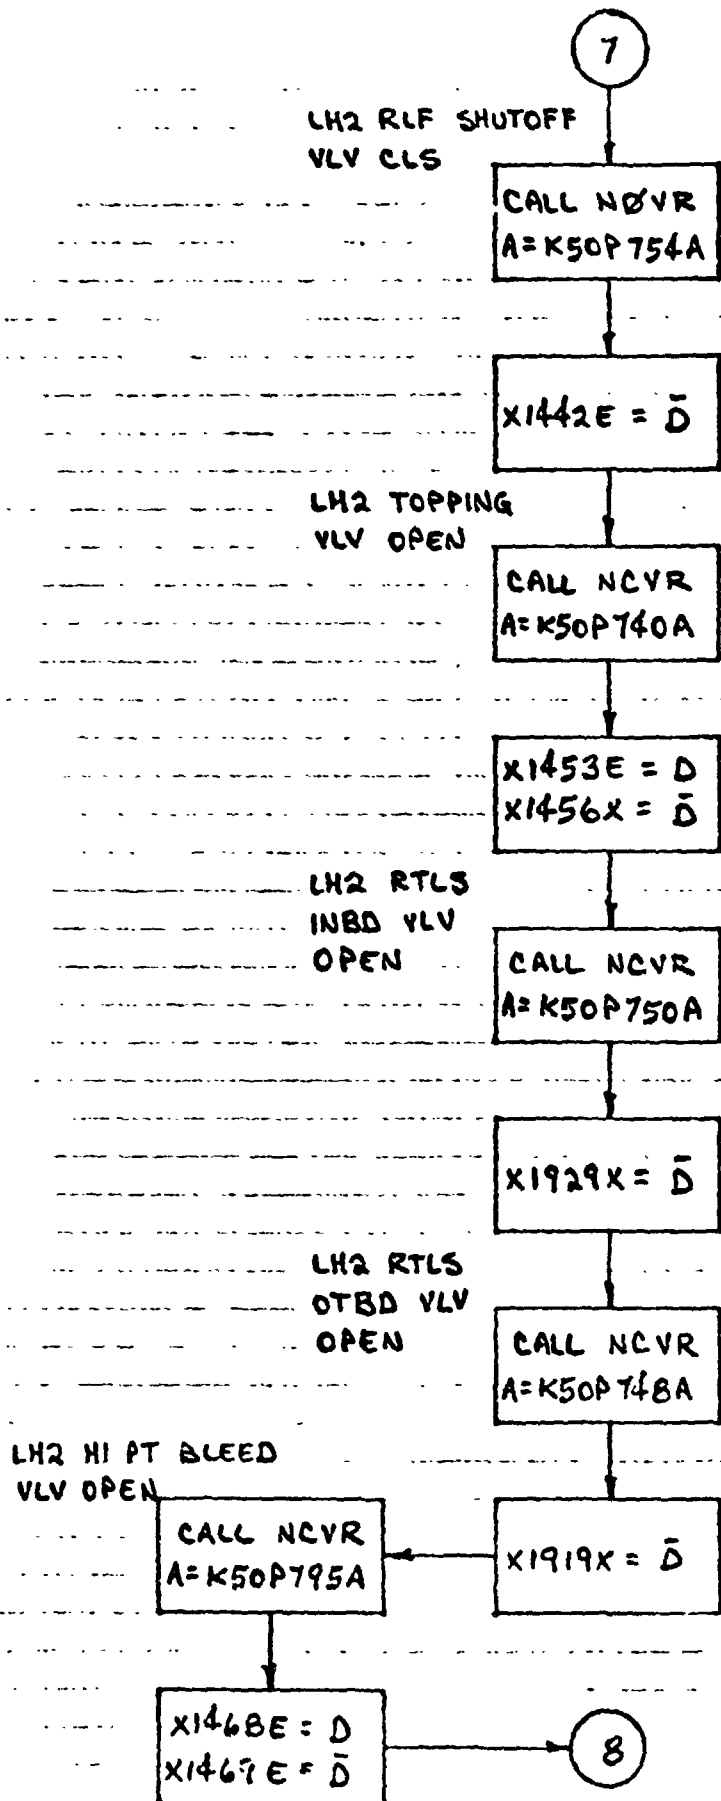 7
LH2 RLF SHUTOFF
VLV CLS
CALL NØVR
A=K50P754A
X1442E = D̄
LH2 TOPPING
VLV OPEN
CALL NCVR
A=K50P740A
X1453E = D
X1456X = D̄
LH2 RTLS
INBD VLV
OPEN
CALL NCVR
A=K50P750A
X1929X = D̄
LH2 RTLS
OTBD VLV
OPEN
CALL NCVR
A=K50P748A
X1919X = D̄
LH2 HI PT BLEED
VLV OPEN
CALL NCVR
A=K50P795A
X1468E = D
X1469E = D̄
8